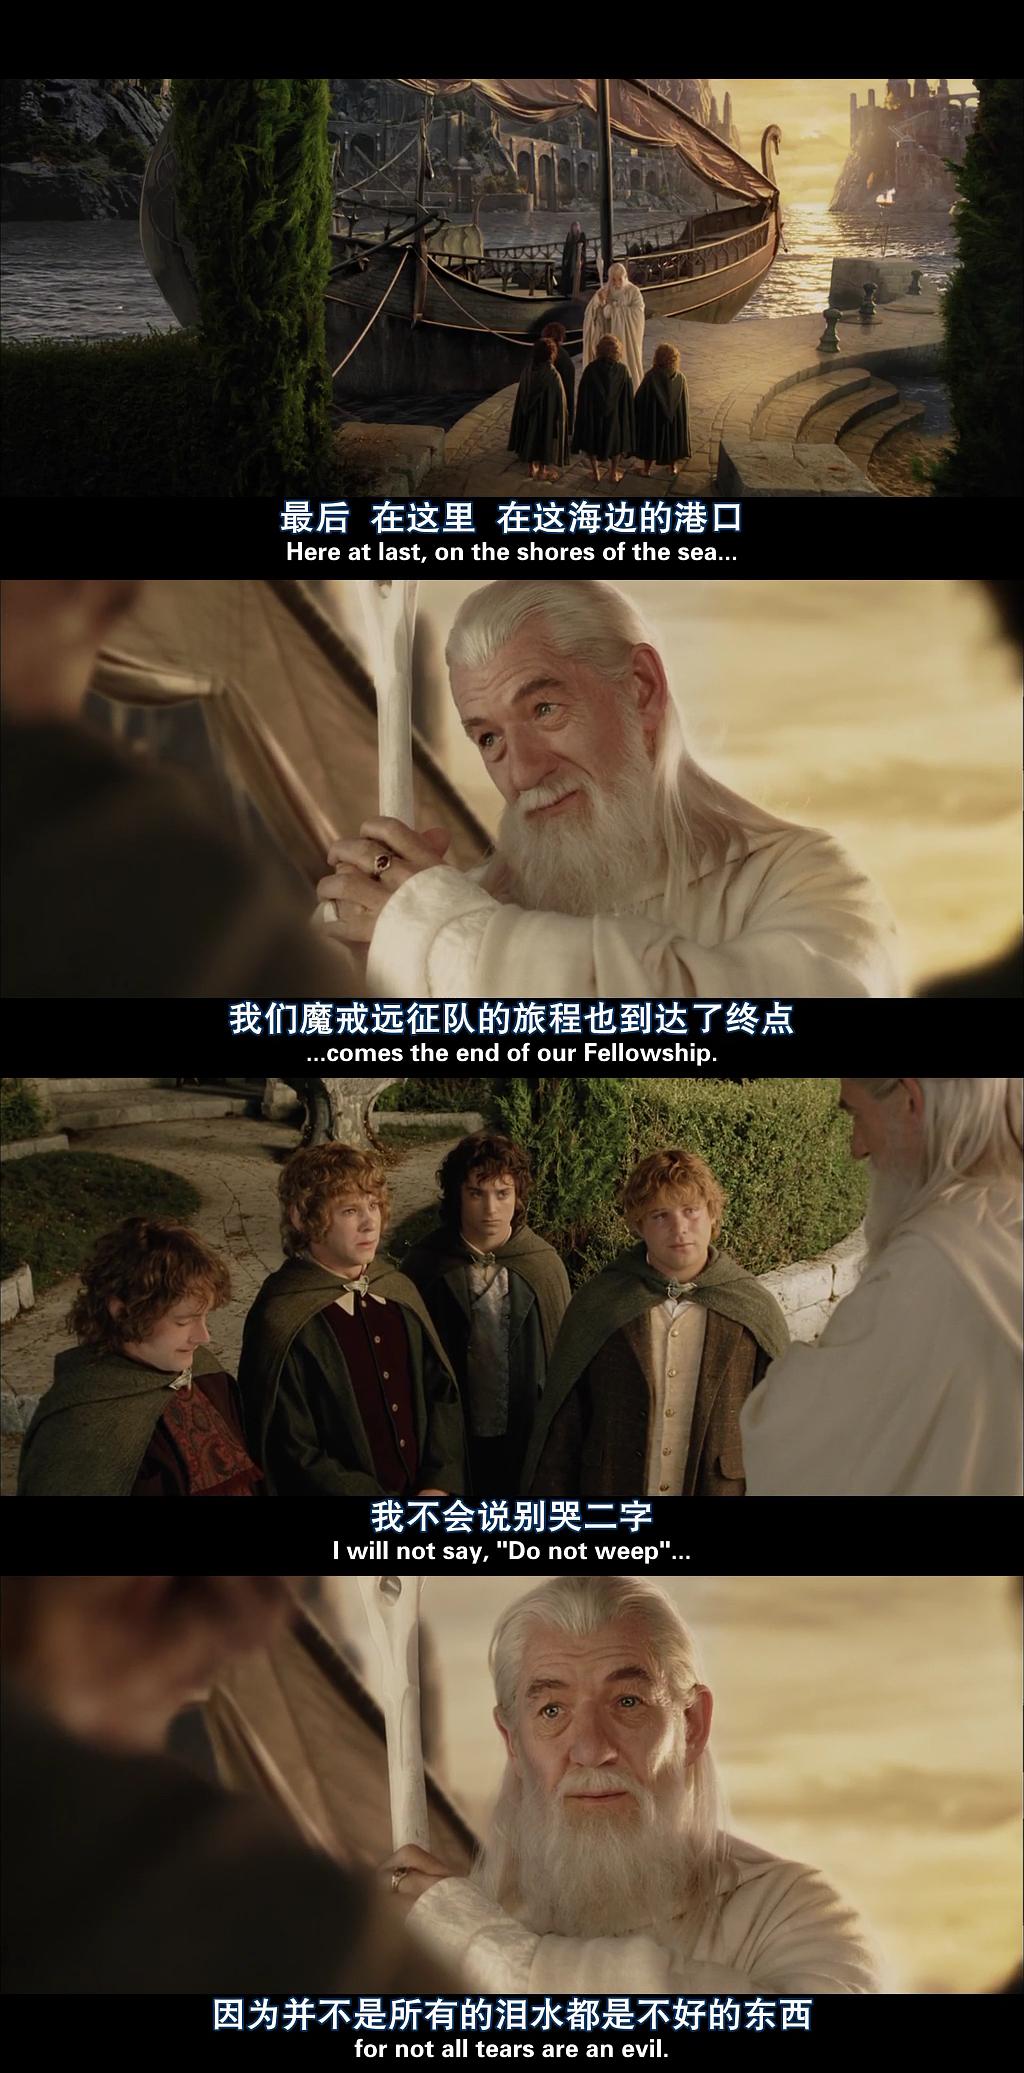 最后 在这里 在这海边的港口
Here at last, on the shores of the sea...
我们魔戒远征队的旅程也到达了终点
...comes the end of our Fellowship.
我不会说别哭二字
I will not say, "Do not weep"...
因为并不是所有的泪水都是不好的东西
for not all tears are an evil.